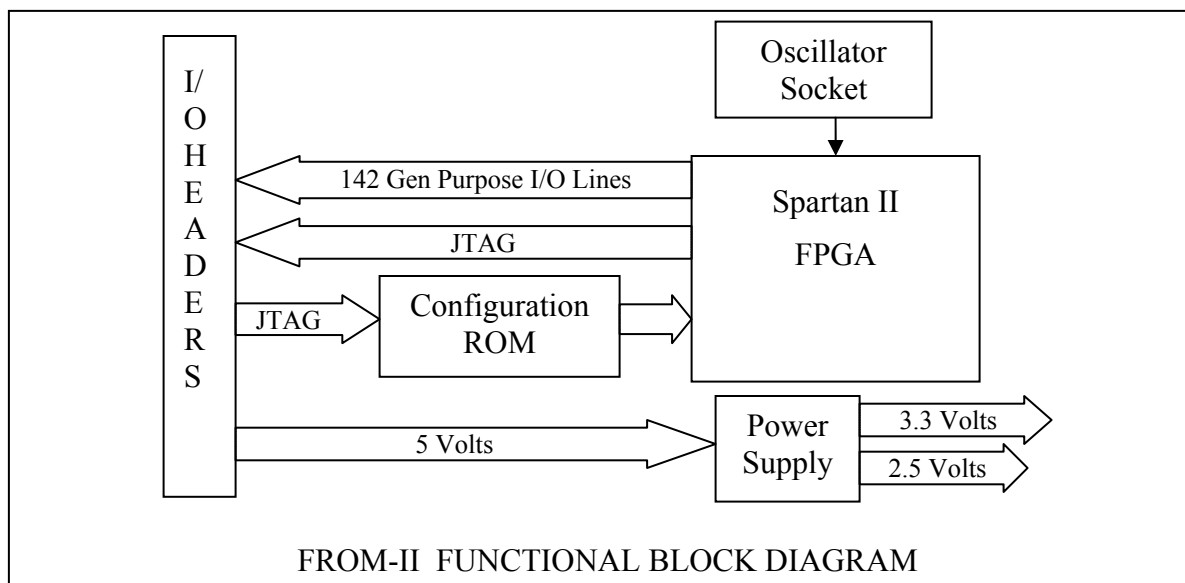 I/
O H
E
A
D
E
R
S
Oscillator
Socket
142 Gen Purpose I/O Lines
Spartan II
FPGA
JTAG
JTAG
Configuration
ROM
5 Volts
Power
Supply
3.3 Volts
2.5 Volts
FROM-II FUNCTIONAL BLOCK DIAGRAM